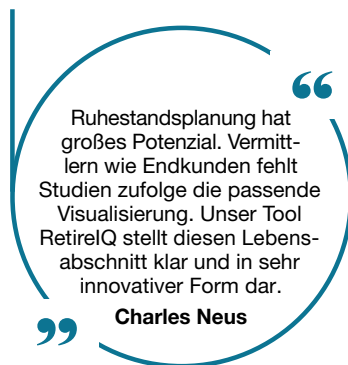 “
Ruhestandsplanung hat
großes Potenzial. Vermitt-
lern wie Endkunden fehlt
Studien zufolge die passende
Visualisierung. Unser Tool
RetireIQ stellt diesen Lebens-
abschnitt klar und in sehr
innovativer Form dar.
Charles Neus
”